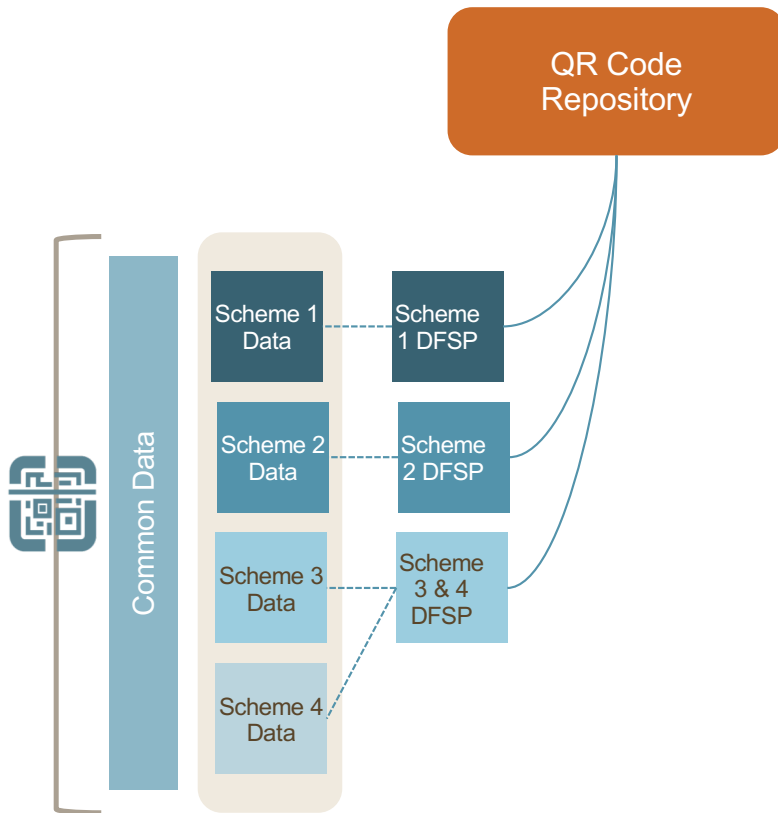 QR Code
Repository
Common Data
Scheme 1
Data
Scheme
1 DFSP
Scheme 2
Data
Scheme
2 DFSP
Scheme 3
Data
Scheme
3 & 4
DFSP
Scheme 4
Data